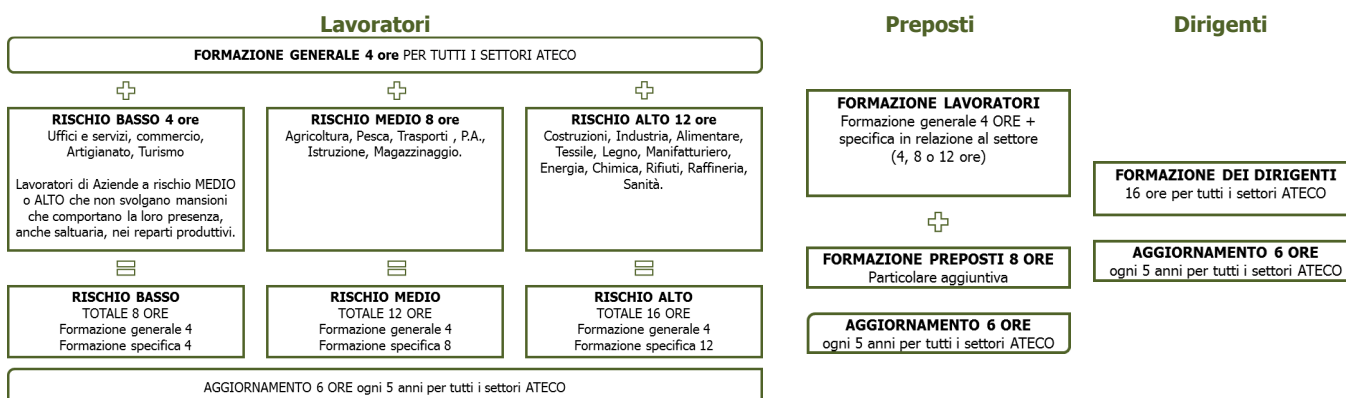 Lavoratori
FORMAZIONE GENERALE 4 ore PER TUTTI I SETTORI ATECO
RISCHIO BASSO 4 ore
Uffici e servizi, commercio,
Artigianato, Turismo
Lavoratori di Aziende a rischio MEDIO
o ALTO che non svolgano mansioni
che comportano la loro presenza,
anche saltuaria, nei reparti produttivi.
RISCHIO MEDIO 8 ore
Agricoltura, Pesca, Trasporti , P.A.,
Istruzione, Magazzinaggio.
RISCHIO ALTO 12 ore
Costruzioni, Industria, Alimentare,
Tessile, Legno, Manifatturiero,
Energia, Chimica, Rifiuti, Raffineria,
Sanità.
RISCHIO BASSO
TOTALE 8 ORE
Formazione generale 4
Formazione specifica 4
RISCHIO MEDIO
TOTALE 12 ORE
Formazione generale 4
Formazione specifica 8
RISCHIO ALTO
TOTALE 16 ORE
Formazione generale 4
Formazione specifica 12
AGGIORNAMENTO 6 ORE ogni 5 anni per tutti i settori ATECO
Preposti
FORMAZIONE LAVORATORI
Formazione generale 4 ORE +
specifica in relazione al settore
(4, 8 o 12 ore)
FORMAZIONE PREPOSTI 8 ORE
Particolare aggiuntiva
AGGIORNAMENTO 6 ORE
ogni 5 anni per tutti i settori ATECO
Dirigenti
FORMAZIONE DEI DIRIGENTI
16 ore per tutti i settori ATECO
AGGIORNAMENTO 6 ORE
ogni 5 anni per tutti i settori ATECO